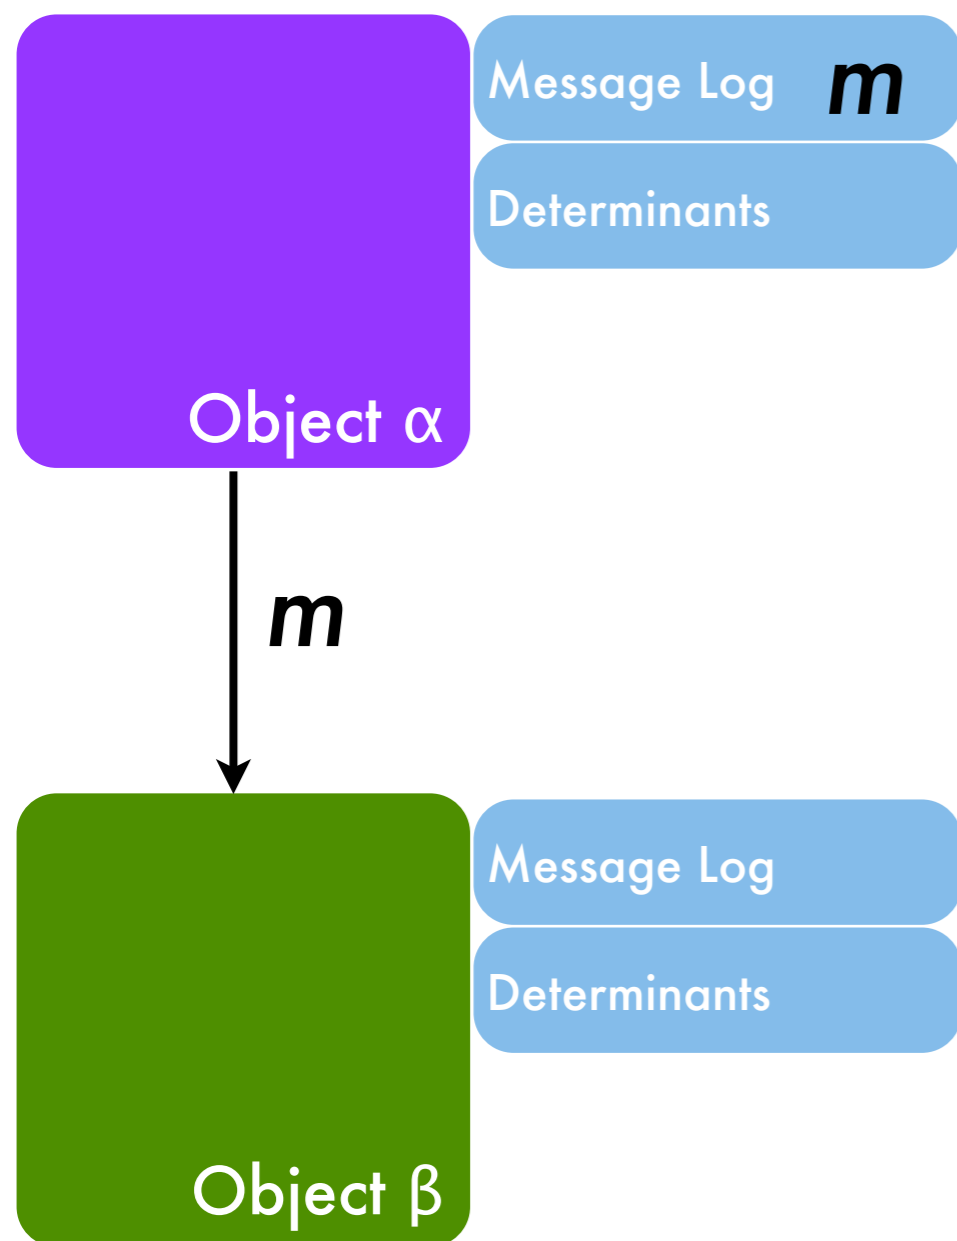 Message Log m
Determinants
Object α
m
Message Log
Determinants
Object β